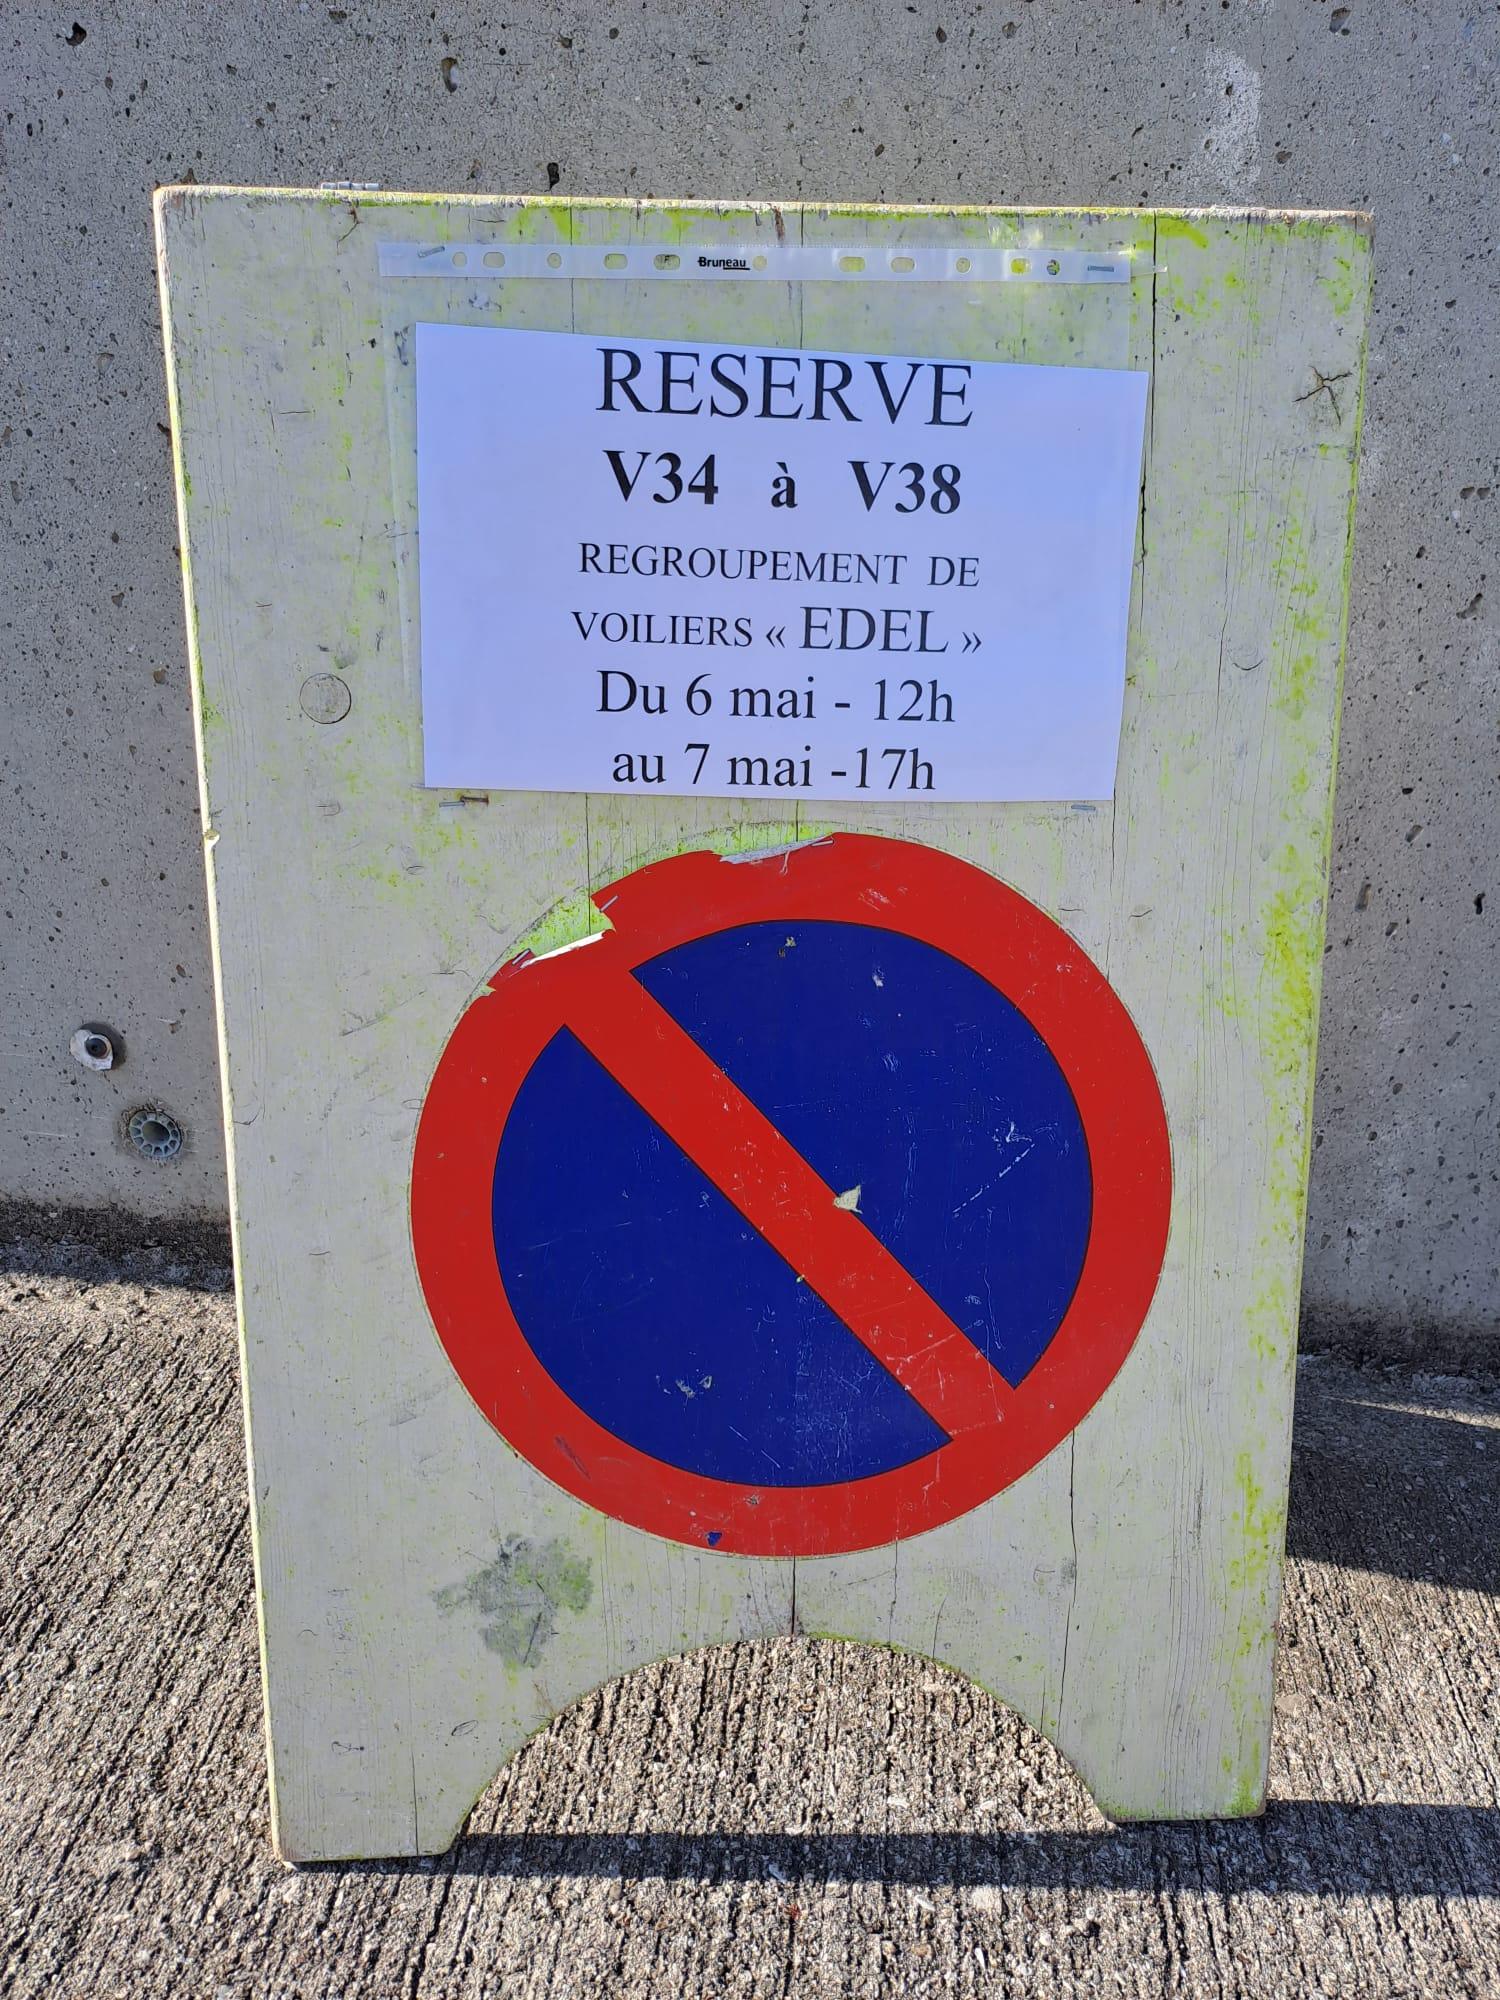 Bruneau
RESERVE
V34 à V38
REGROUPEMENT DE
VOILIERS « EDEL »
Du 6 mai - 12h
au 7 mai -17h